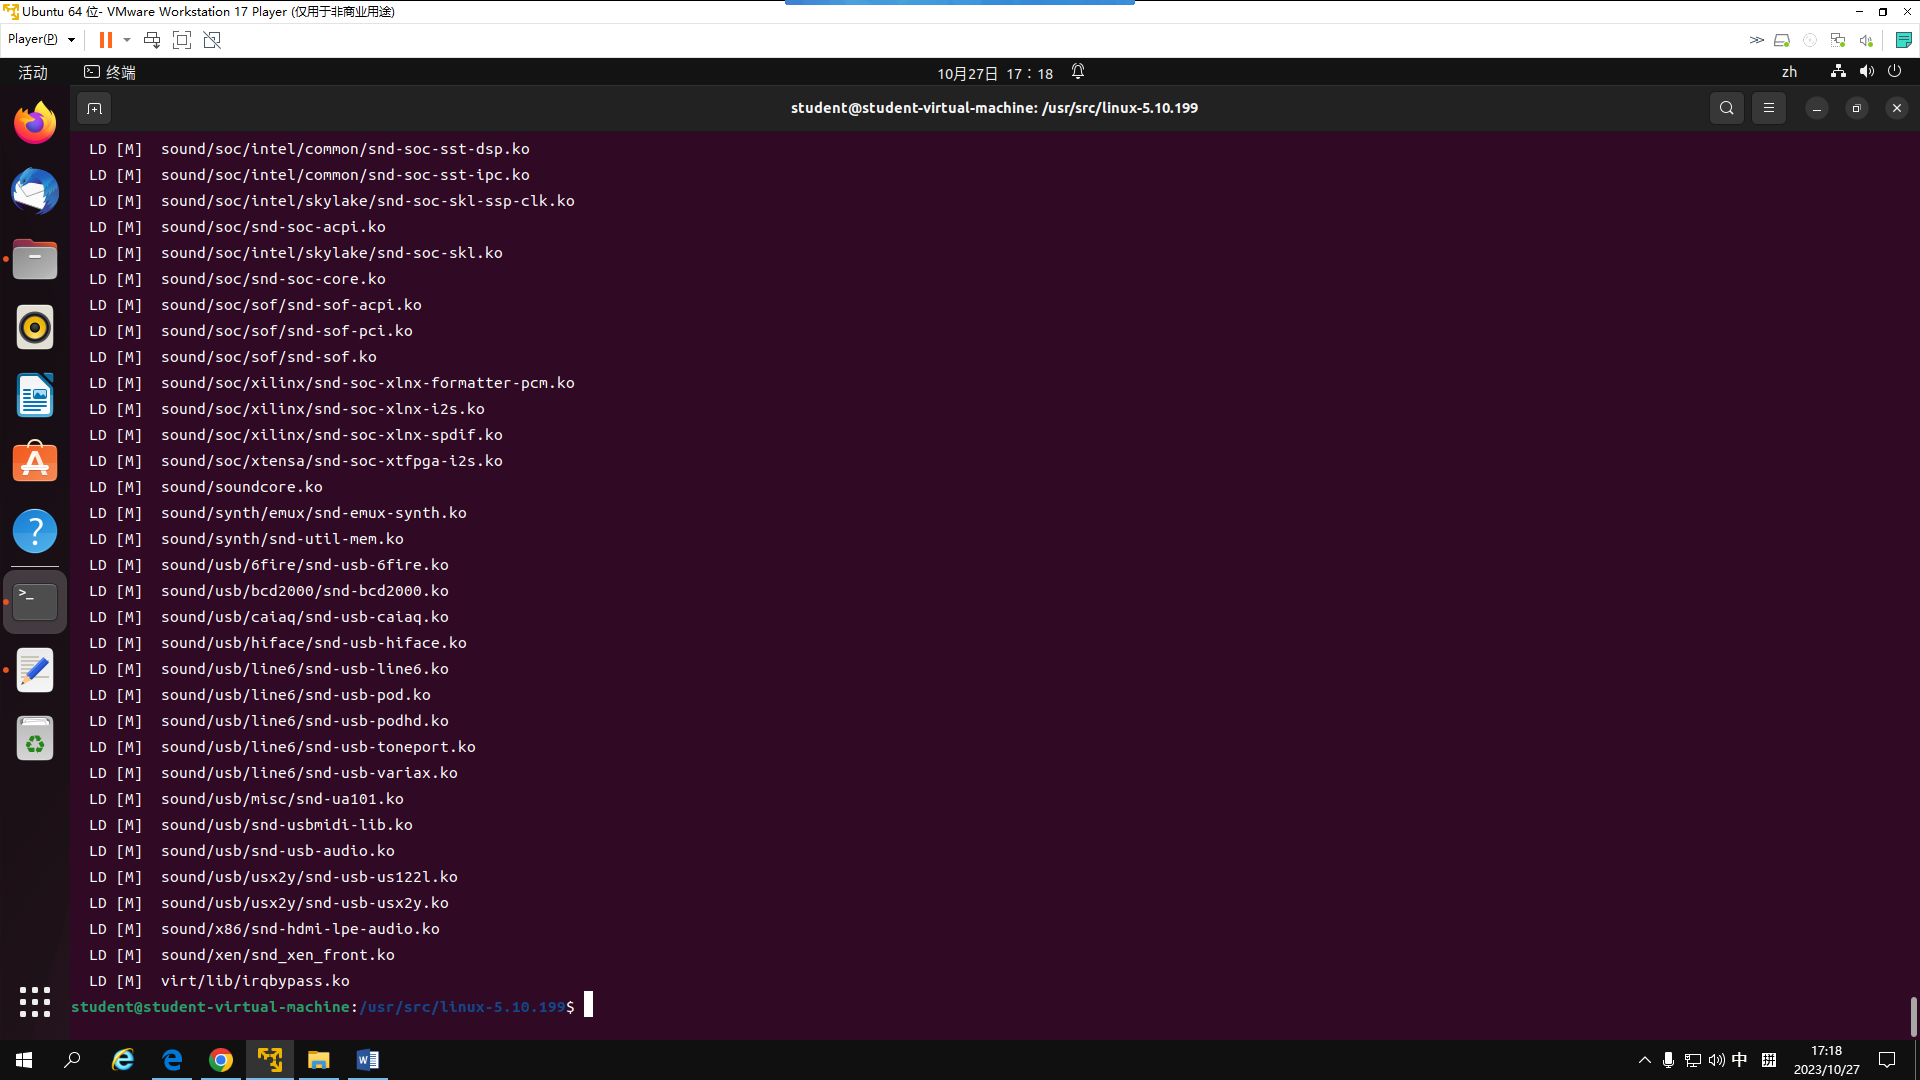 Ubuntu 64 位- VMware Workstation 17 Player (仅用于非商业用途)
Player(P)
活动
终端
10月27日 17：18
zh
student@student-virtual-machine: /usr/src/linux-5.10.199
LD [M]  sound/soc/intel/common/snd-soc-sst-dsp.ko
LD [M]  sound/soc/intel/common/snd-soc-sst-ipc.ko
LD [M]  sound/soc/intel/skylake/snd-soc-skl-ssp-clk.ko
LD [M]  sound/soc/snd-soc-acpi.ko
LD [M]  sound/soc/intel/skylake/snd-soc-skl.ko
LD [M]  sound/soc/snd-soc-core.ko
LD [M]  sound/soc/sof/snd-sof-acpi.ko
LD [M]  sound/soc/sof/snd-sof-pci.ko
LD [M]  sound/soc/sof/snd-sof.ko
LD [M]  sound/soc/xilinx/snd-soc-xlnx-formatter-pcm.ko
LD [M]  sound/soc/xilinx/snd-soc-xlnx-i2s.ko
LD [M]  sound/soc/xilinx/snd-soc-xlnx-spdif.ko
LD [M]  sound/soc/xtensa/snd-soc-xtfpga-i2s.ko
LD [M]  sound/soundcore.ko
LD [M]  sound/synth/emux/snd-emux-synth.ko
LD [M]  sound/synth/snd-util-mem.ko
LD [M]  sound/usb/6fire/snd-usb-6fire.ko
LD [M]  sound/usb/bcd2000/snd-bcd2000.ko
LD [M]  sound/usb/caiaq/snd-usb-caiaq.ko
LD [M]  sound/usb/hiface/snd-usb-hiface.ko
LD [M]  sound/usb/line6/snd-usb-line6.ko
LD [M]  sound/usb/line6/snd-usb-pod.ko
LD [M]  sound/usb/line6/snd-usb-podhd.ko
LD [M]  sound/usb/line6/snd-usb-toneport.ko
LD [M]  sound/usb/line6/snd-usb-variax.ko
LD [M]  sound/usb/misc/snd-ua101.ko
LD [M]  sound/usb/snd-usbmidi-lib.ko
LD [M]  sound/usb/snd-usb-audio.ko
LD [M]  sound/usb/usx2y/snd-usb-us122l.ko
LD [M]  sound/usb/usx2y/snd-usb-usx2y.ko
LD [M]  sound/x86/snd-hdmi-lpe-audio.ko
LD [M]  sound/xen/snd_xen_front.ko
LD [M]  virt/lib/irqbypass.ko
student@student-virtual-machine:/usr/src/linux-5.10.199$
中
17:18
2023/10/27